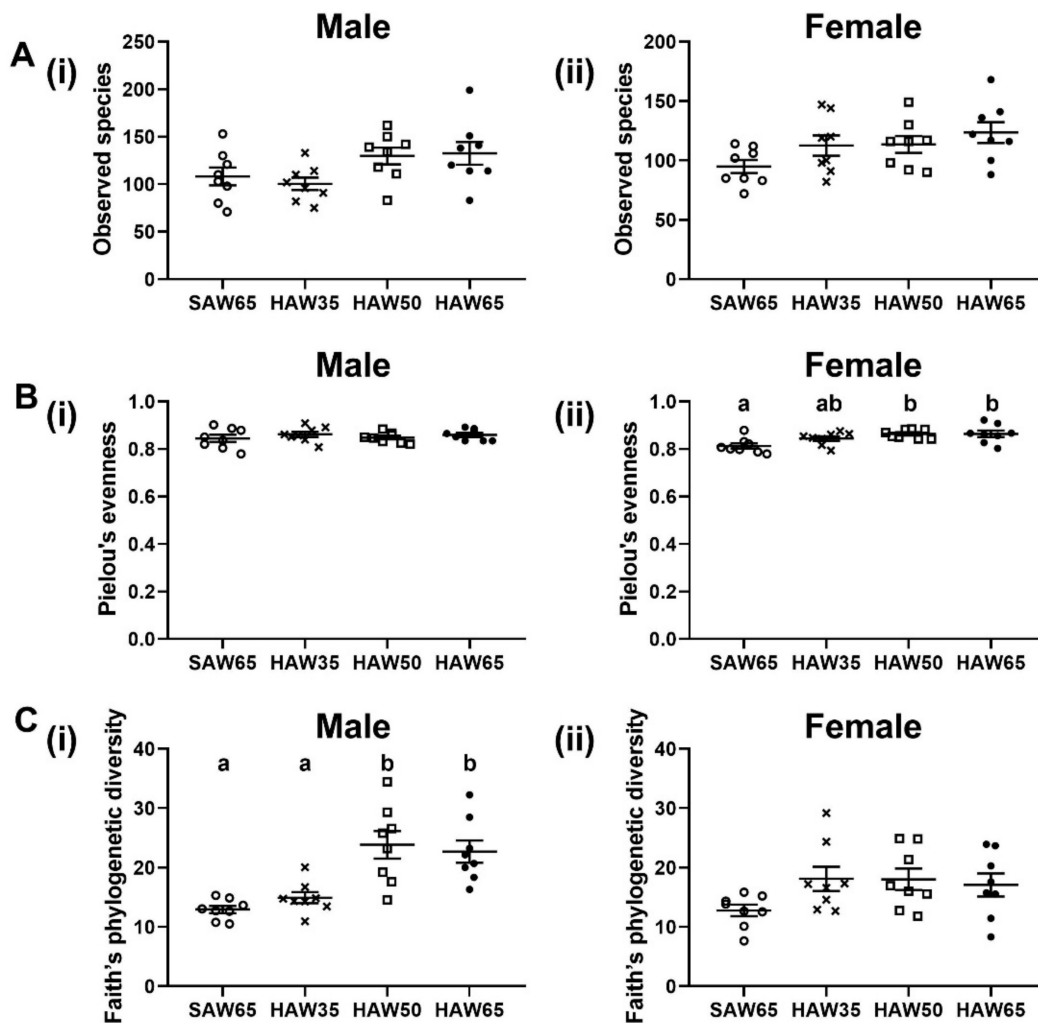 A
(i)
Male
Observed species
250
200
150
100
50
0
SAW65 HAW35 HAW50 HAW65
(ii)
Female
Observed species
200
150
100
50
0
SAW65 HAW35 HAW50 HAW65
B
(i)
Male
Pielou's evenness
1.0
0.8
0.6
0.4
0.2
0.0
SAW65 HAW35 HAW50 HAW65
(ii)
Female
Pielou's evenness
1.0
0.8
0.6
0.4
0.2
0.0
a ab b b
SAW65 HAW35 HAW50 HAW65
C
(i)
Male
Faith's phylogenetic diversity
40
30
20
10
0
a a b b
SAW65 HAW35 HAW50 HAW65
(ii)
Female
Faith's phylogenetic diversity
40
30
20
10
0
SAW65 HAW35 HAW50 HAW65